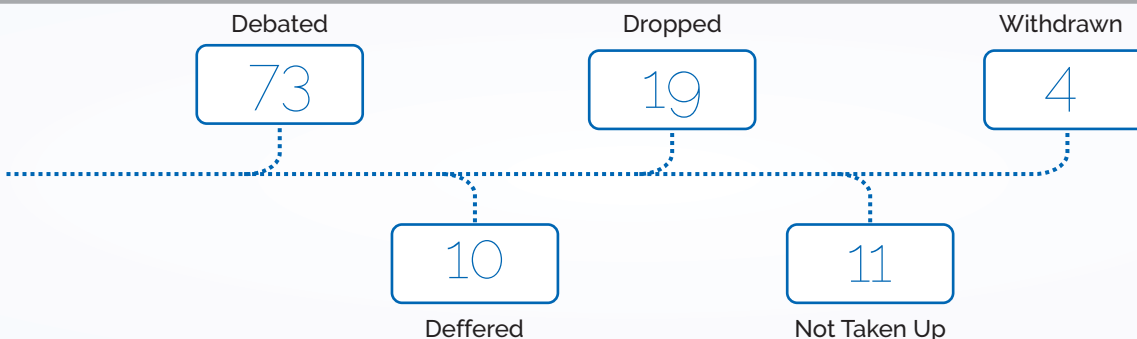 Debated
73
Dropped
19
Withdrawn
4
10
Deffered
11
Not Taken Up